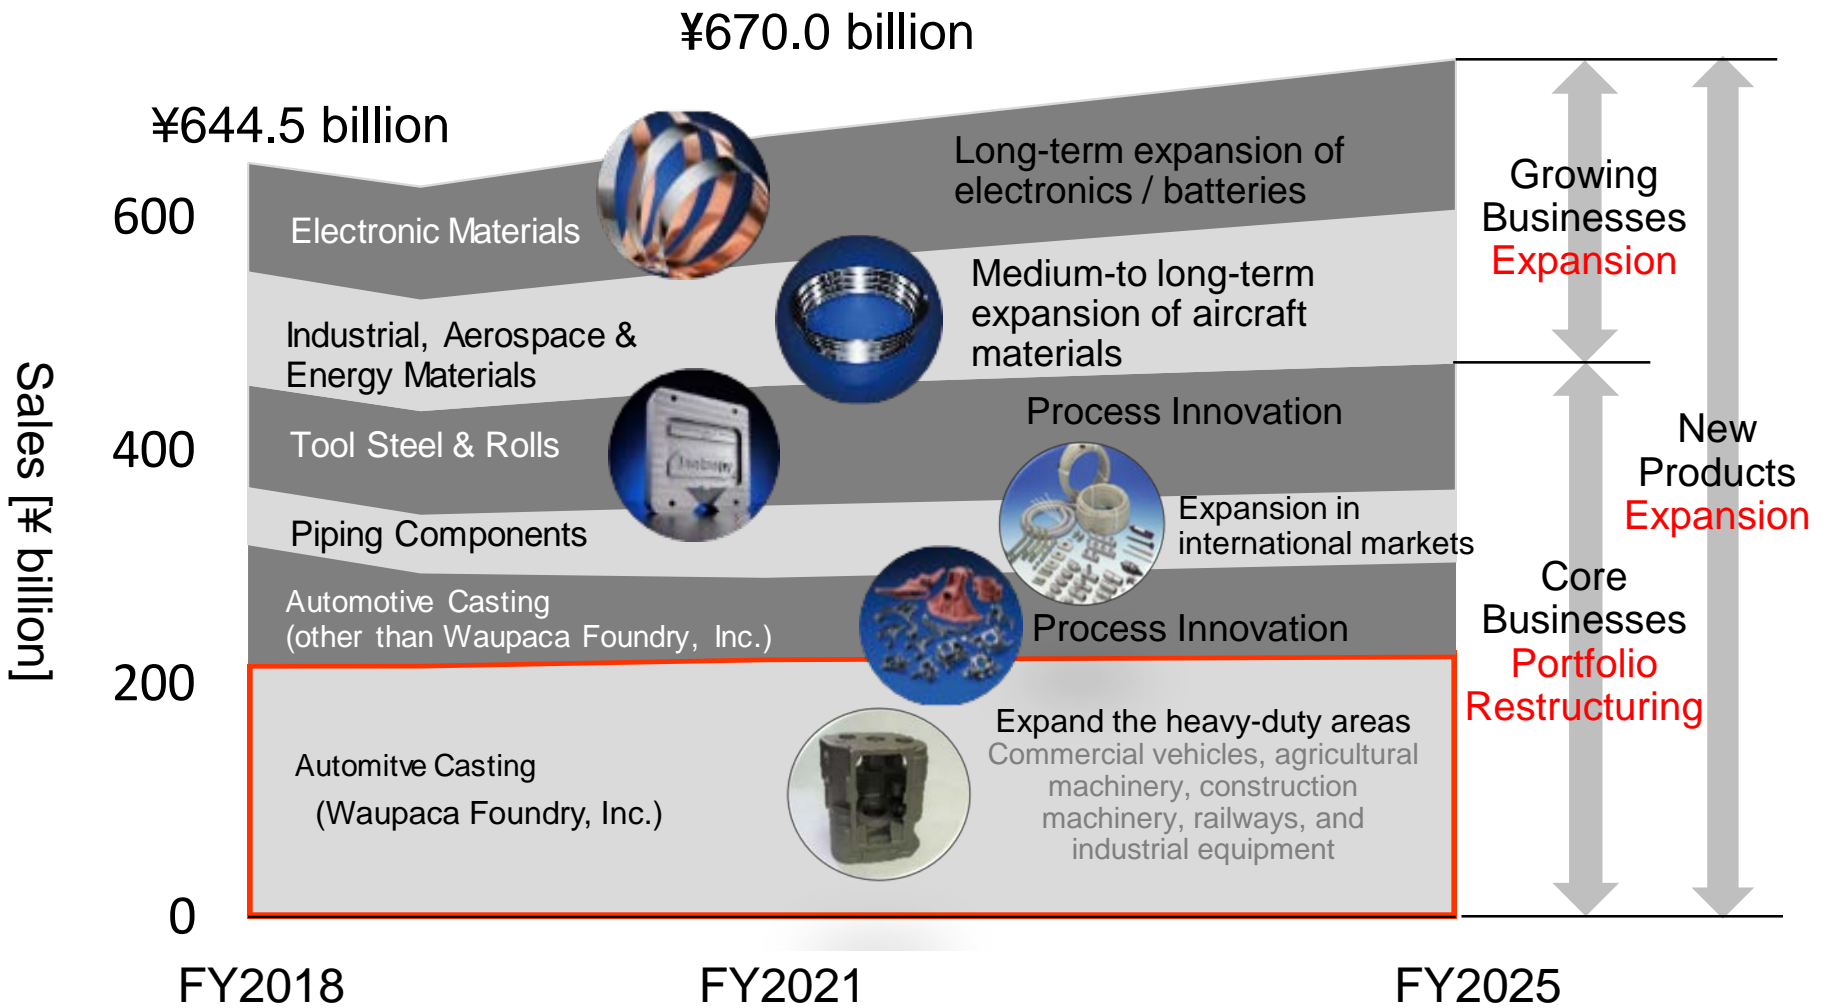 ¥670.0 billion
¥644.5 billion
Sales [¥ billion]
600
400
200
0
Electronic Materials
Long-term expansion of
electronics / batteries
Industrial, Aerospace &
Energy Materials
Medium-to long-term
expansion of aircraft
materials
Tool Steel & Rolls
Process Innovation
Piping Components
Expansion in
international markets
Automotive Casting
(other than Waupaca Foundry, Inc.)
Process Innovation
Automitve Casting
(Waupaca Foundry, Inc.)
Expand the heavy-duty areas
Commercial vehicles, agricultural
machinery, construction
machinery, railways, and
industrial equipment
Growing
Businesses
Expansion
New
Products
Expansion
Core
Businesses
Portfolio
Restructuring
FY2018
FY2021
FY2025